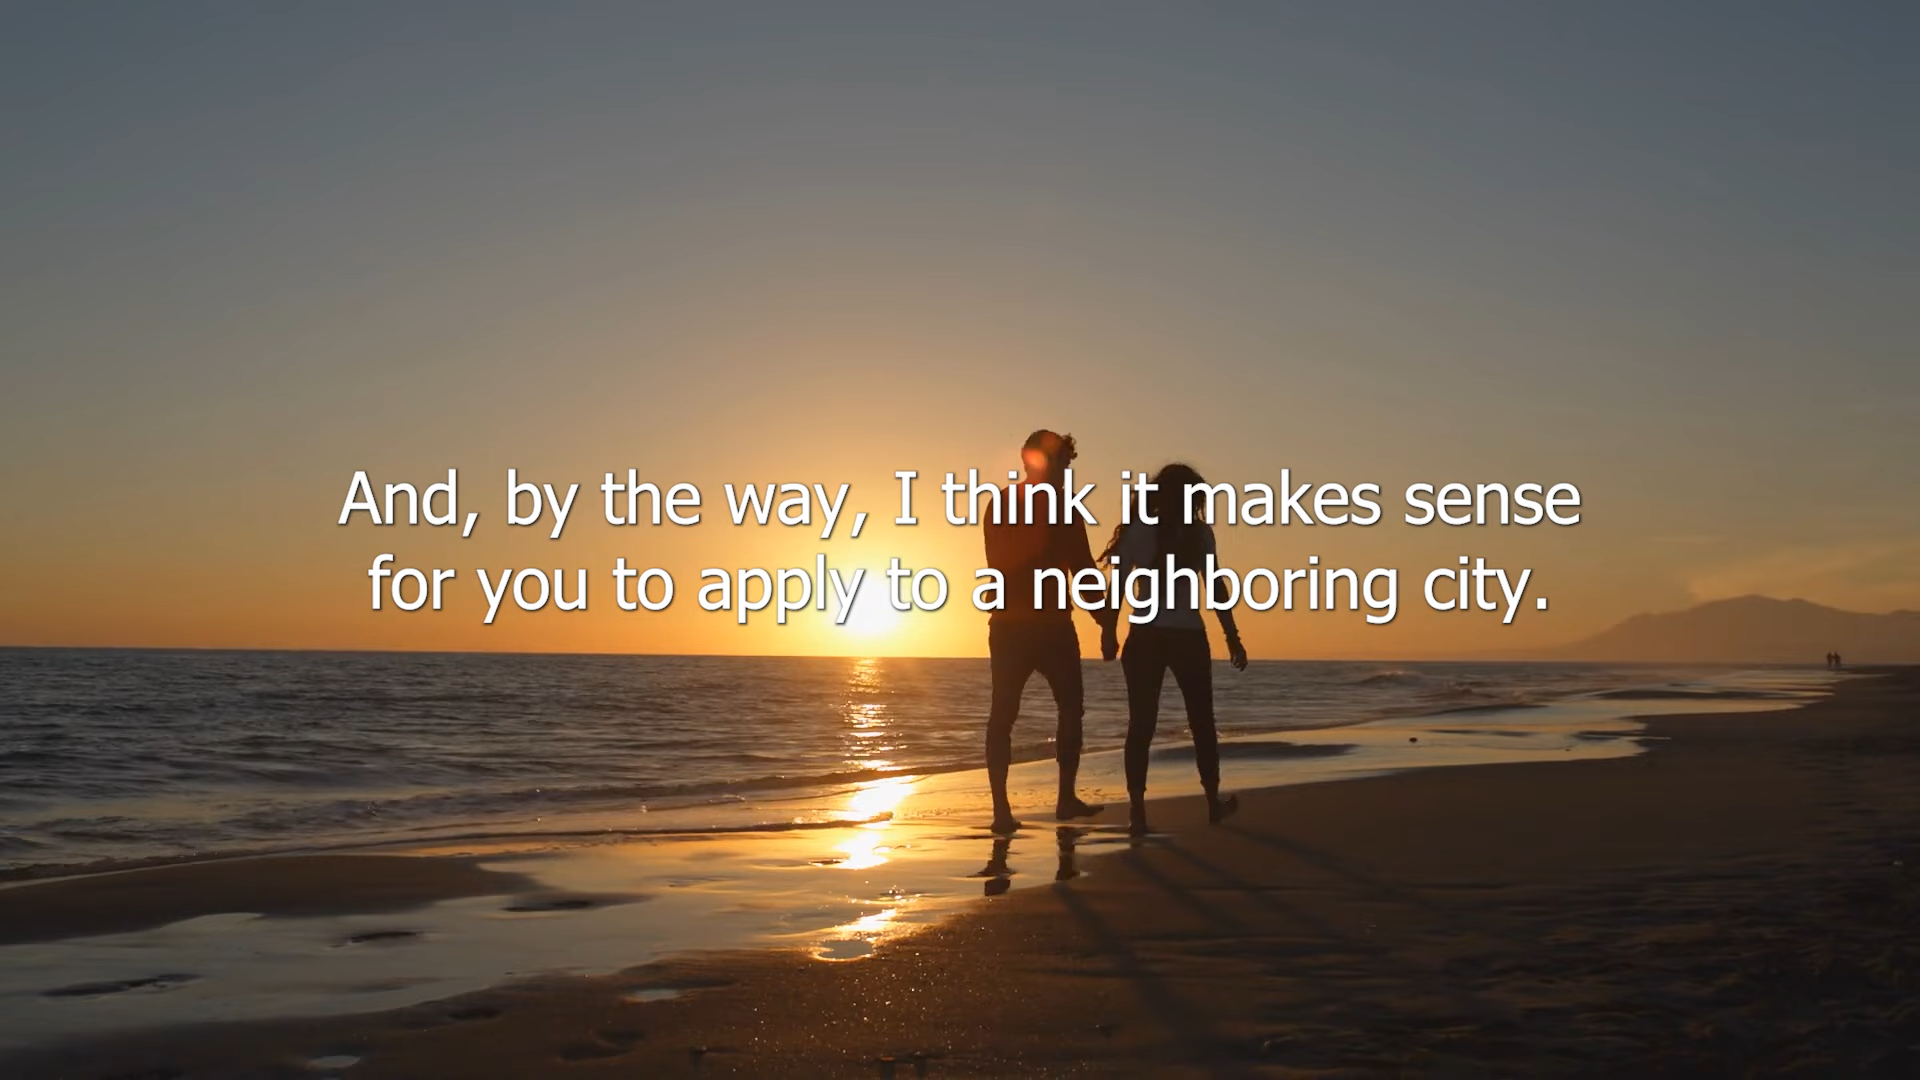 And, by the way, I think it makes sense
for you to apply to a neighboring city.